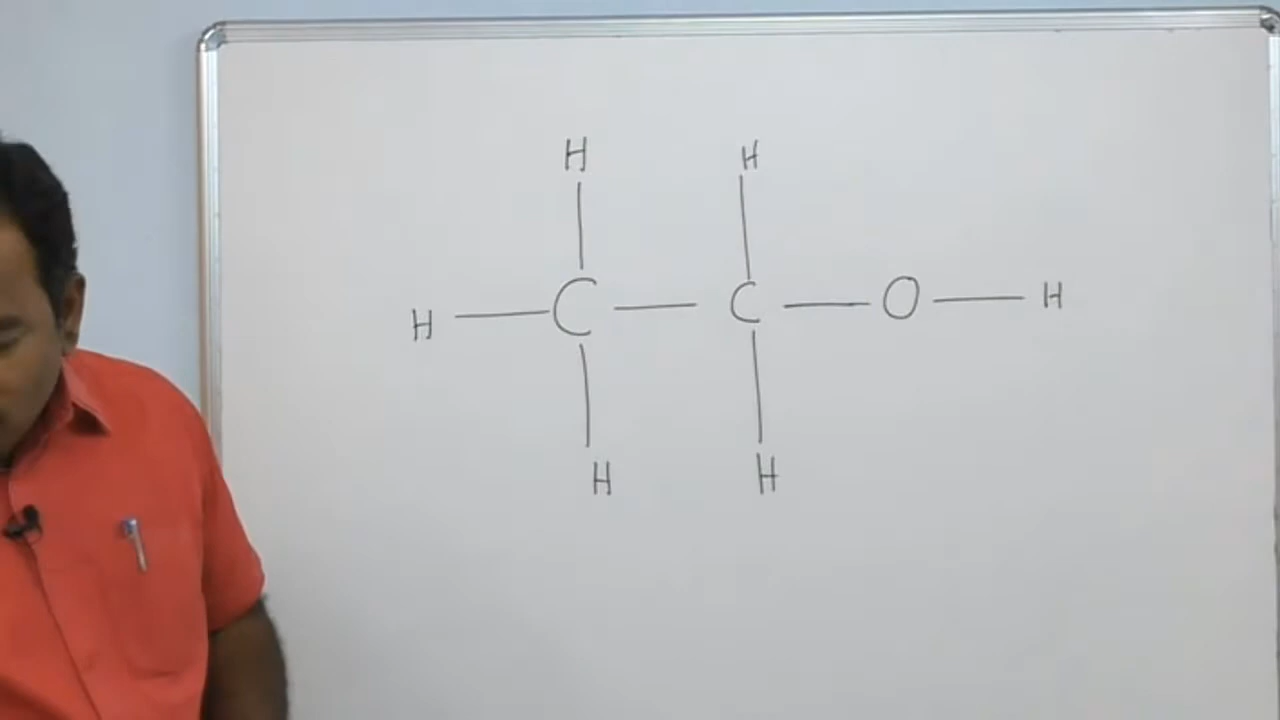 H H
H — C — C — O — H
H H